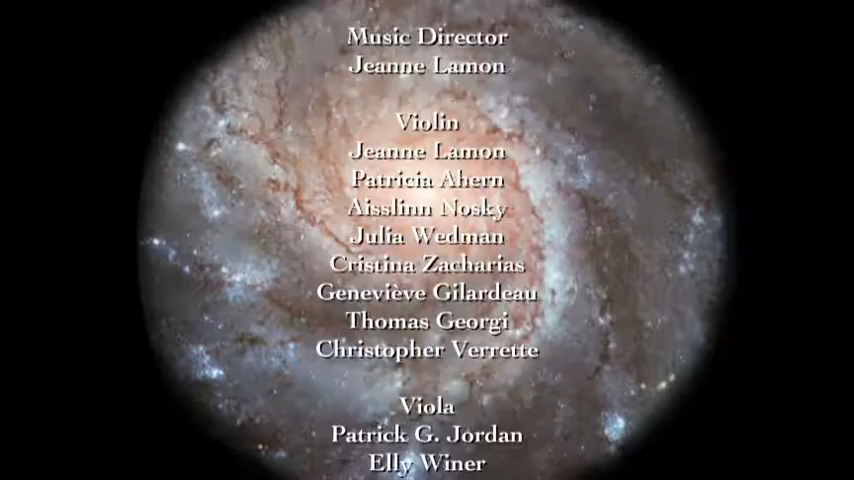 Music Director
Jeanne Lamon
Violin
Jeanne Lamon
Patricia Ahern
Aisslinn Nosky
Julia Wedman
Cristina Zacharias
Geneviève Gilardeau
Thomas Georgi
Christopher Verrette
Viola
Patrick G. Jordan
Elly Winer